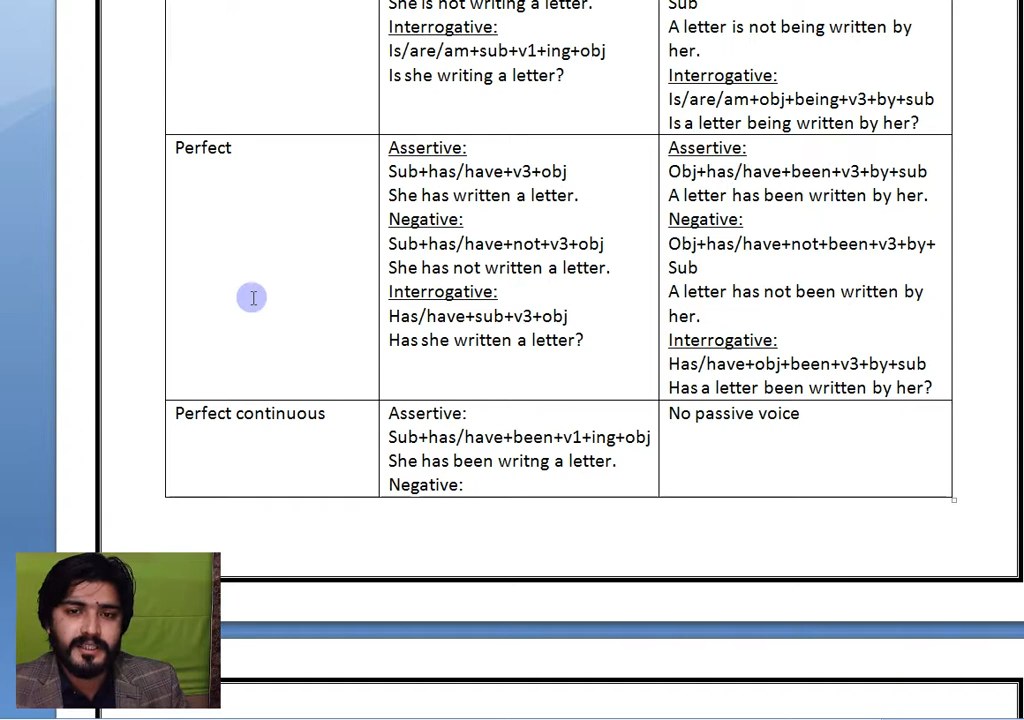 She is not writing a letter.
Interrogative:
Is/are/am+sub+v1+ing+obj
Is she writing a letter?
Sub
A letter is not being written by
her.
Interrogative:
Is/are/am+obj+being+v3+by+sub
Is a letter being written by her?
Perfect
Assertive:
Sub+has/have+v3+obj
She has written a letter.
Negative:
Sub+has/have+not+v3+obj
She has not written a letter.
Interrogative:
Has/have+sub+v3+obj
Has she written a letter?
Assertive:
Obj+has/have+been+v3+by+sub
A letter has been written by her.
Negative:
Obj+has/have+not+been+v3+by+
Sub
A letter has not been written by
her.
Interrogative:
Has/have+obj+been+v3+by+sub
Has a letter been written by her?
Perfect continuous
Assertive:
Sub+has/have+been+v1+ing+obj
She has been writng a letter.
Negative:
No passive voice